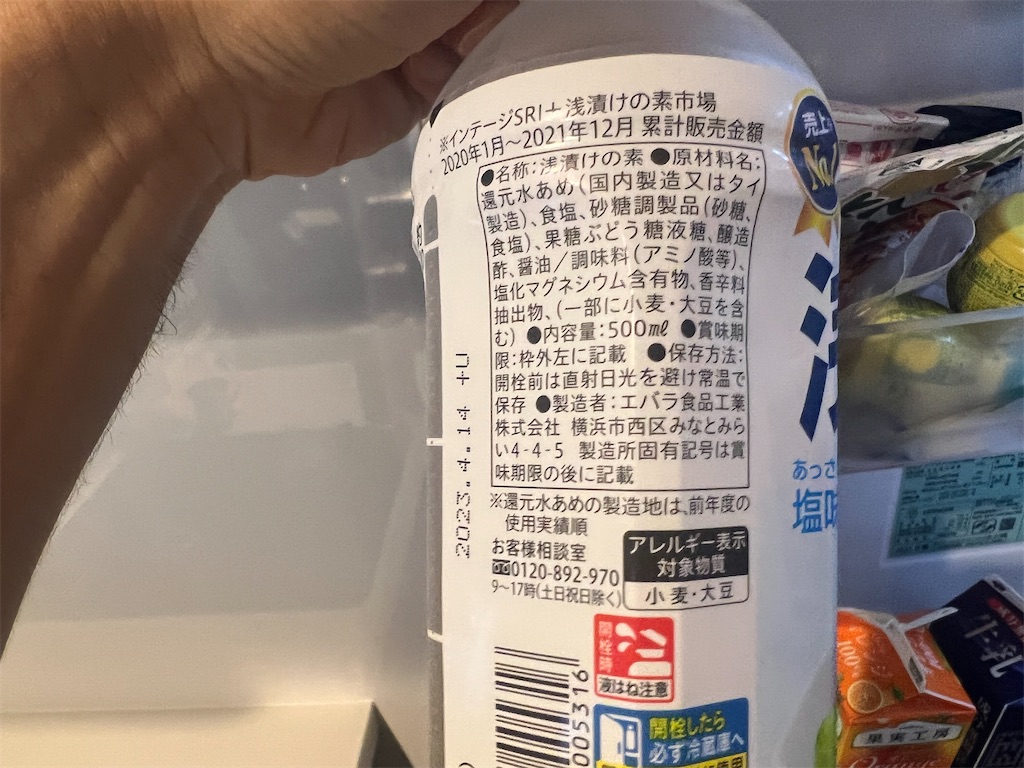 ※インテージSRI+ 浅漬けの素市場
2020年1月～2021年12月 累計販売金額
●名称:浅漬けの素 ●原材料名:
還元水あめ(国内製造又はタイ
製造)、食塩、砂糖調製品(砂糖、
食塩)、果糖ぶどう糖液糖、醸造
酢、醤油/調味料(アミノ酸等)、
塩化マグネシウム含有物、香辛料
抽出物、(一部に小麦・大豆を含
む) ●内容量:500ml ●賞味期
限:枠外左に記載 ●保存方法:
開栓前は直射日光を避け常温で
保存 ●製造者:エバラ食品工業
株式会社 横浜市西区みなとみら
い4-4-5 製造所固有記号は賞
味期限の後に記載
※還元水あめの製造地は、前年度の
使用実績順
お客様相談室
0120-892-970
9～17時(土日祝日除く)
アレルギー表示
対象物質
小麦・大豆
開栓時
液はね注意
開栓したら
必ず冷蔵庫へ
005316
2023.4.14 +U
売上
No.1
あっさ
塩
100
果実工房
牛乳